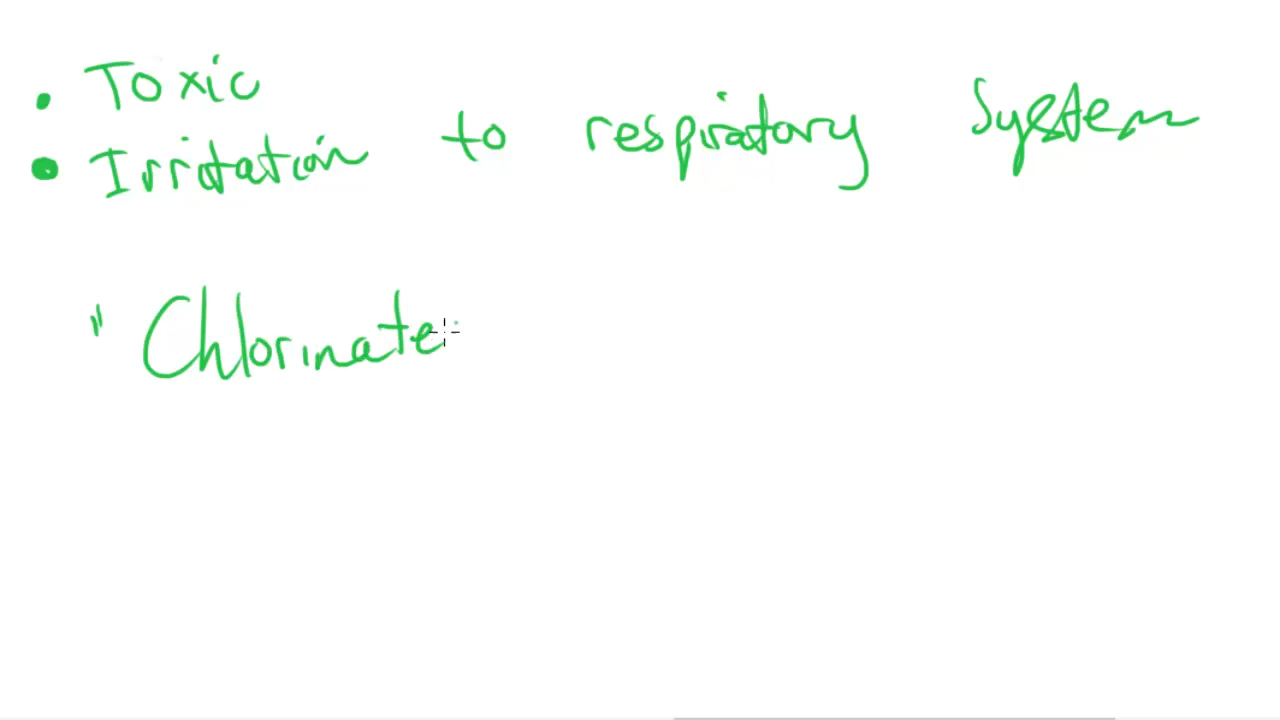 • Toxic
• Irritation to respiratory System
" Chlorinate